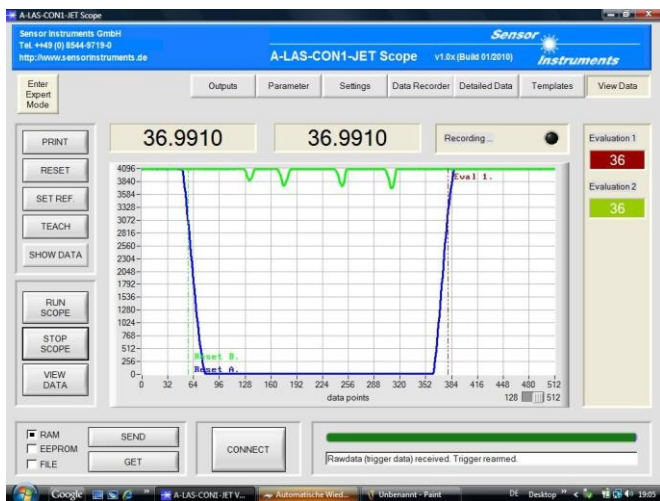 A-LAS-CON1-JET Scope
Sensor Instruments GmbH
Tel. ++49 (0) 8544-9719-0
http://www.sensorinstruments.de
A-LAS-CON1-JET Scope v1.0x (Build 01/2010)
Sensor
Instruments
Enter
Expert
Mode
Outputs Parameter Settings Data Recorder Detailed Data Templates View Data
PRINT
RESET
SET REF.
TEACH
SHOW DATA
RUN
SCOPE
STOP
SCOPE
VIEW
DATA
36.9910 36.9910 Recording ...
4096
3840
3584
3328
3072
2816
2560
2304
2048
1792
1536
1280
1024
768
512
256
0
Eval 1.
Reset B.
Reset A.
0 32 64 96 128 160 192 224 256 288 320 352 384 416 448 480 512
data points
128 512
Evaluation 1
36
Evaluation 2
36
RAM
EEPROM
FILE
SEND
GET
CONNECT
Rawdata (trigger data) received. Trigger rearmed.
Google A-LAS-CON1-JET V... Automatische Wied... Unbenannt - Paint DE Desktop 19:05